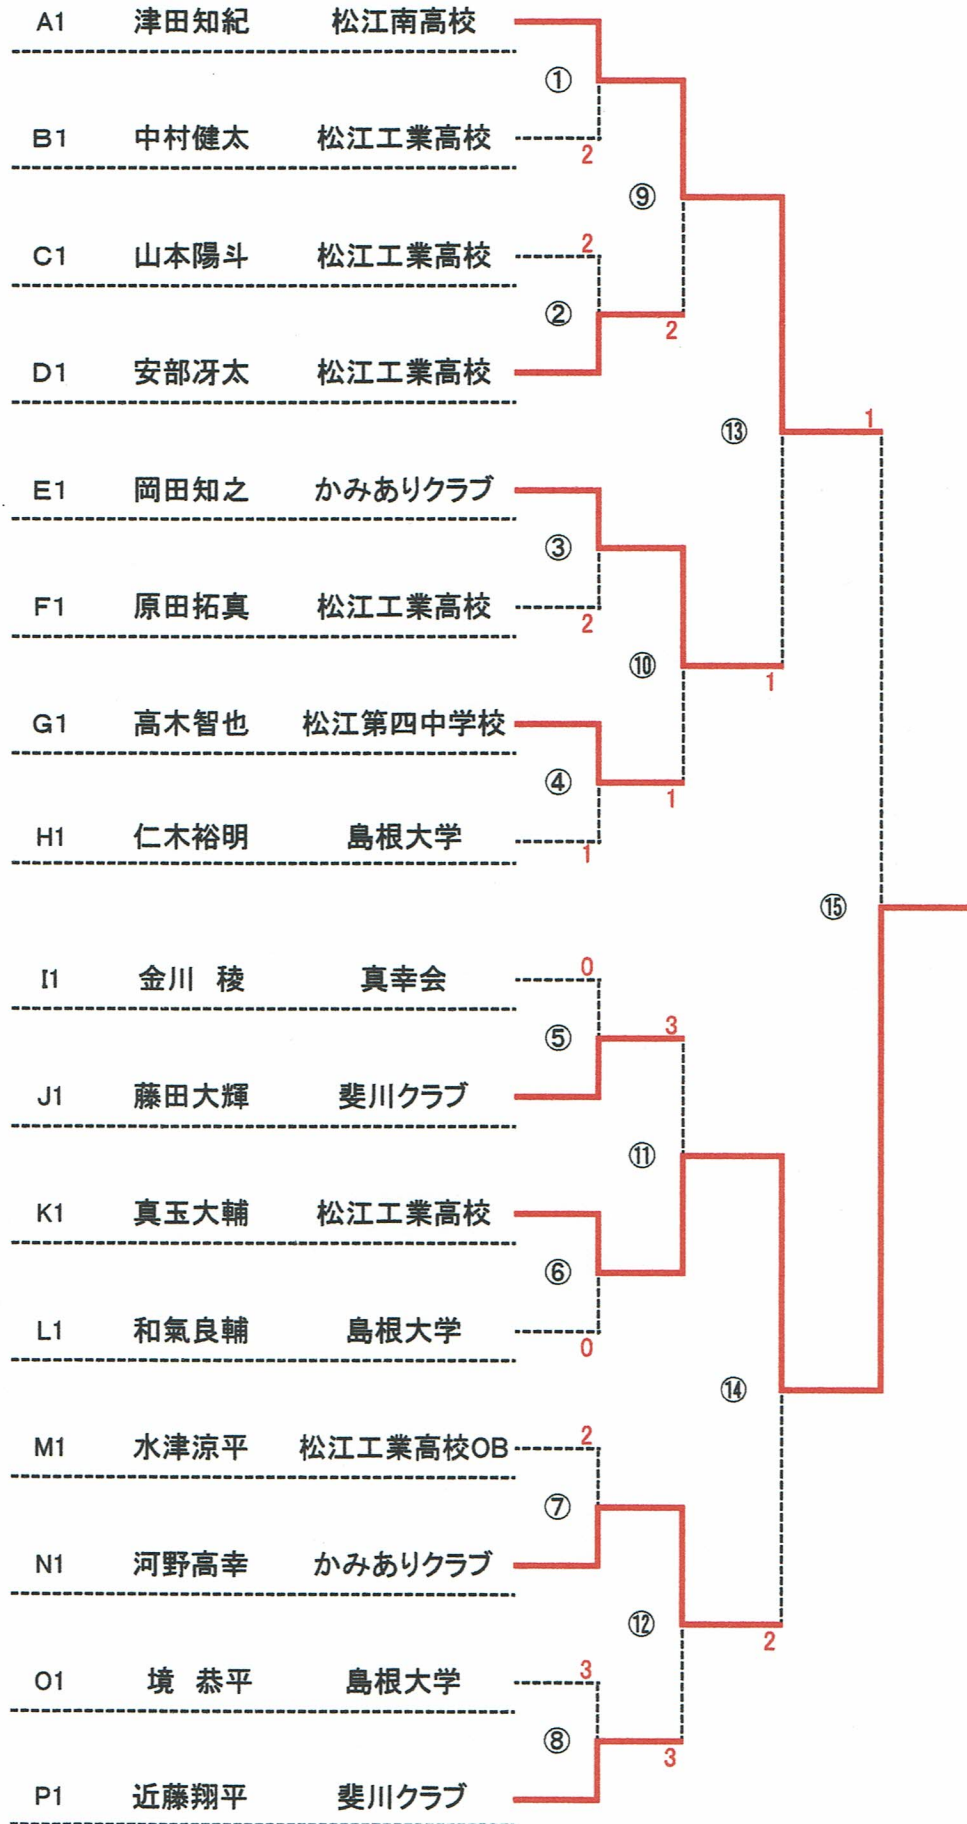 A1 津田知紀 松江南高校
①
B1 中村健太 松江工業高校
2
⑨
C1 山本陽斗 松江工業高校
2
②
2
D1 安部冴太 松江工業高校
⑬
1
E1 岡田知之 かみありクラブ
③
F1 原田拓真 松江工業高校
2
⑩
1
G1 高木智也 松江第四中学校
④
1
H1 仁木裕明 島根大学
1
⑮
I1 金川 稜 真幸会
0
⑤
3
J1 藤田大輝 斐川クラブ
⑪
K1 真玉大輔 松江工業高校
⑥
L1 和氣良輔 島根大学
0
⑭
M1 水津涼平 松江工業高校OB
2
⑦
N1 河野高幸 かみありクラブ
⑫
2
O1 境 恭平 島根大学
3
⑧
3
P1 近藤翔平 斐川クラブ